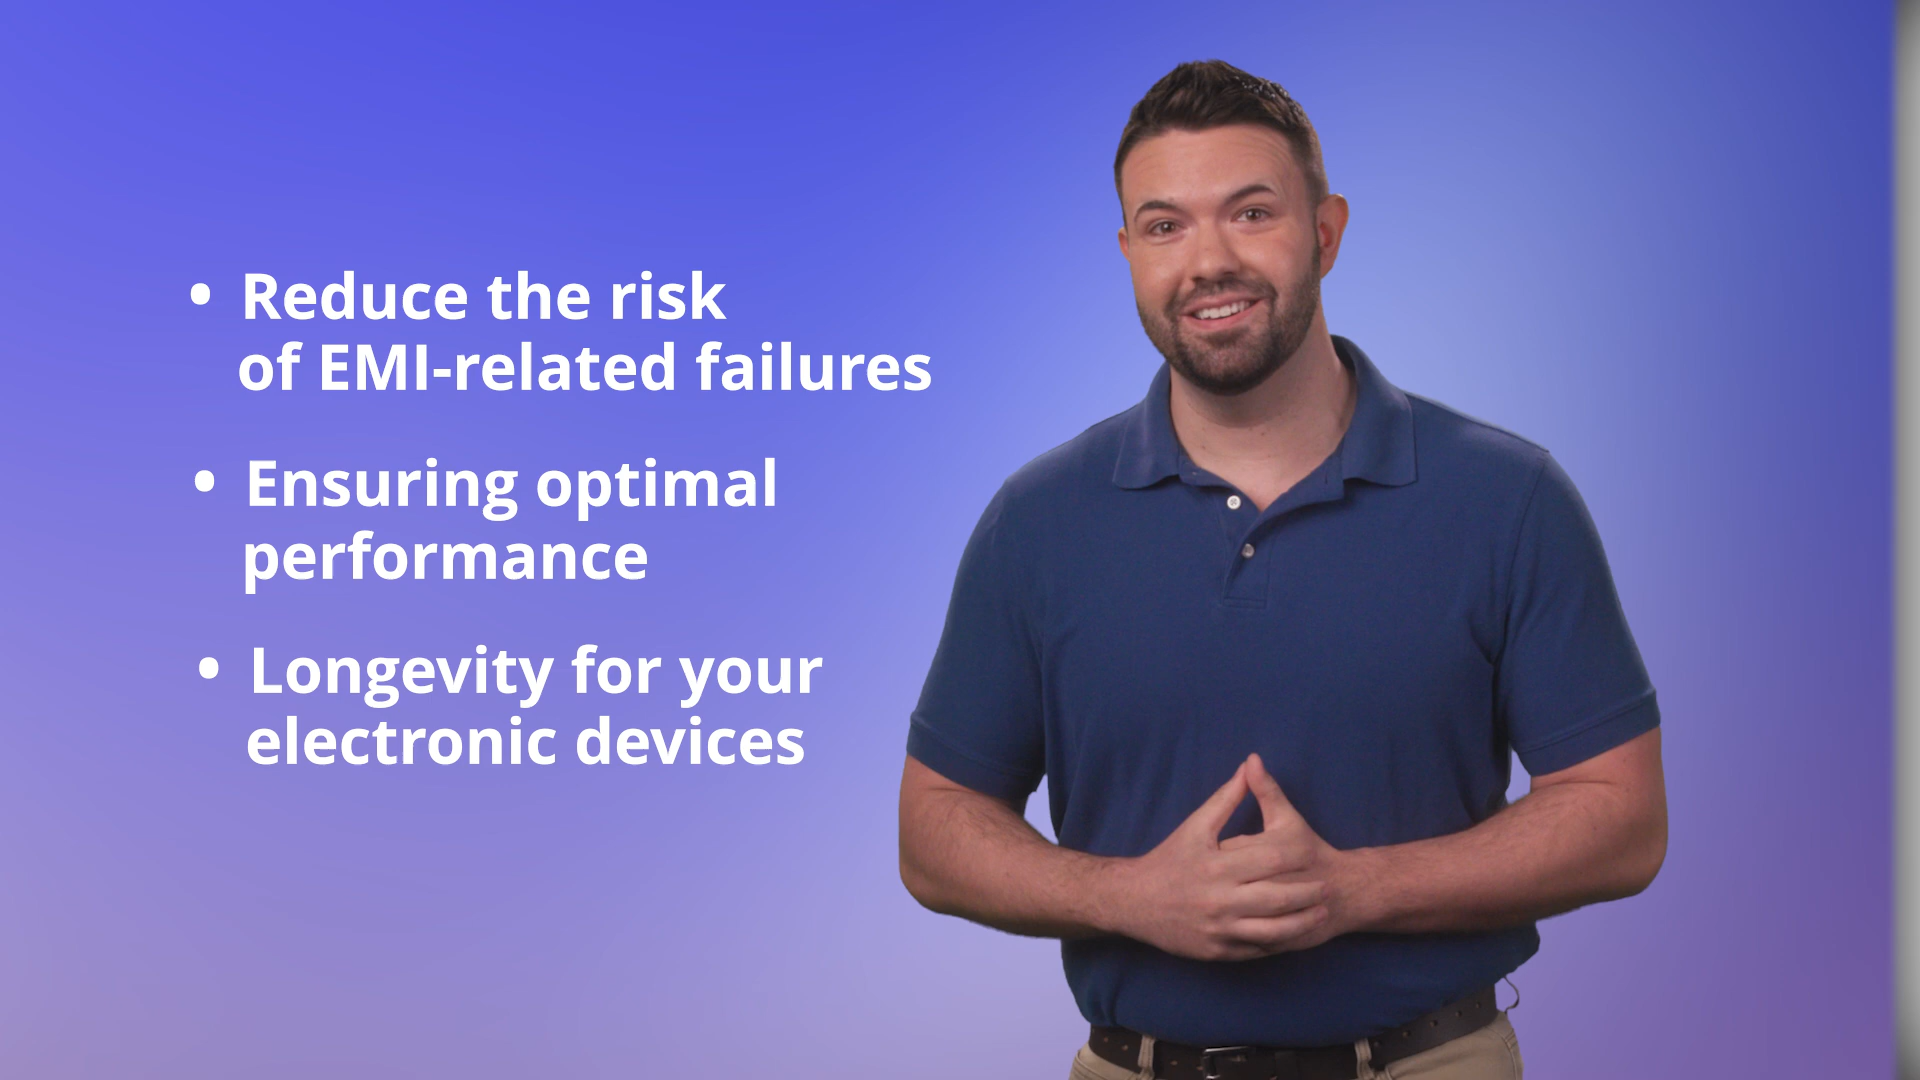 • Reduce the risk
of EMI-related failures
• Ensuring optimal
performance
• Longevity for your
electronic devices